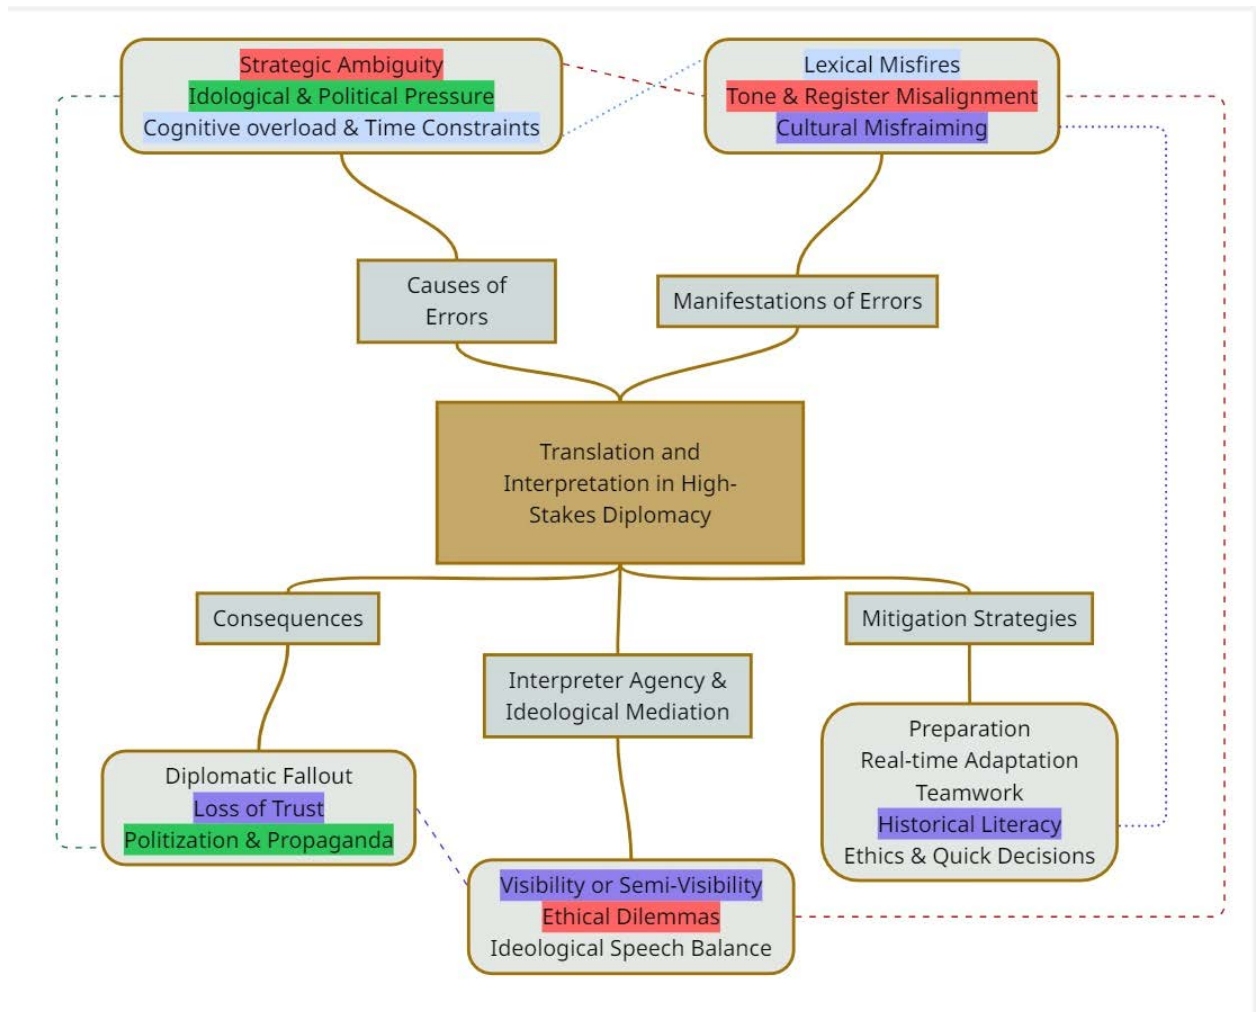 Strategic Ambiguity
Idological & Political Pressure
Cognitive overload & Time Constraints
Lexical Misfires
Tone & Register Misalignment
Cultural Misfraiming
Causes of
Errors
Manifestations of Errors
Translation and
Interpretation in High-
Stakes Diplomacy
Consequences
Interpreter Agency &
Ideological Mediation
Mitigation Strategies
Diplomatic Fallout
Loss of Trust
Politization & Propaganda
Visibility or Semi-Visibility
Ethical Dilemmas
Ideological Speech Balance
Preparation
Real-time Adaptation
Teamwork
Historical Literacy
Ethics & Quick Decisions